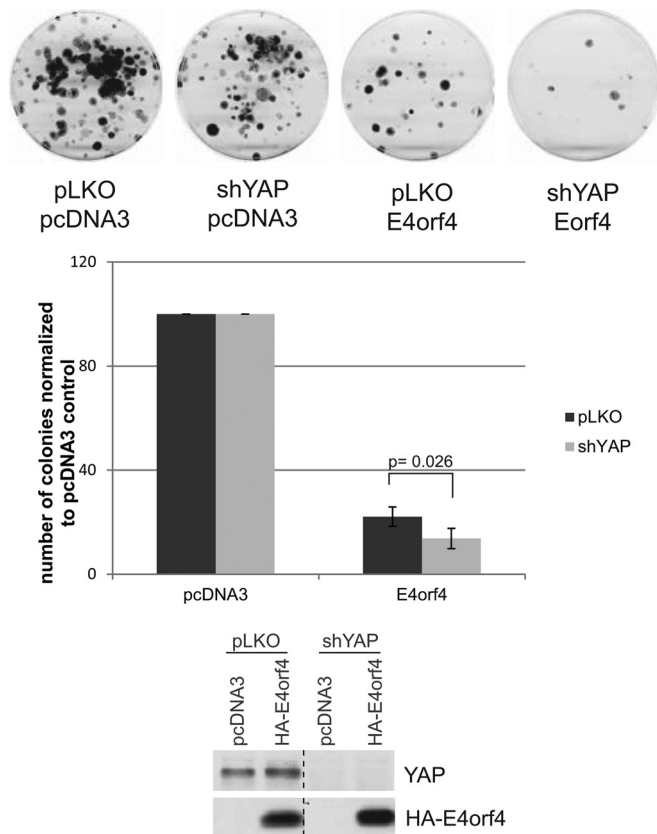 pLKO shYAP pLKO shYAP
pcDNA3 pcDNA3 E4orf4 Eorf4
120
80
40
0
number of colonies normalized
to pcDNA3 control
p= 0.026
pcDNA3 E4orf4
pLKO
shYAP
pLKO shYAP
pcDNA3 HA-E4orf4 pcDNA3 HA-E4orf4
YAP
HA-E4orf4